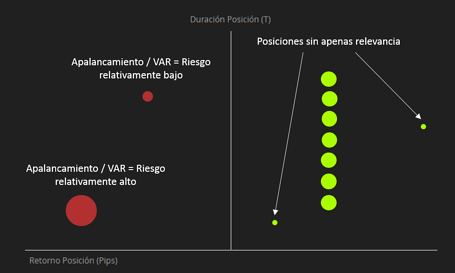 Duración Posición (T)
Posiciones sin apenas relevancia
Apalancamiento / VAR = Riesgo
relativamente bajo
Apalancamiento / VAR = Riesgo
relativamente alto
Retorno Posición (Pips)